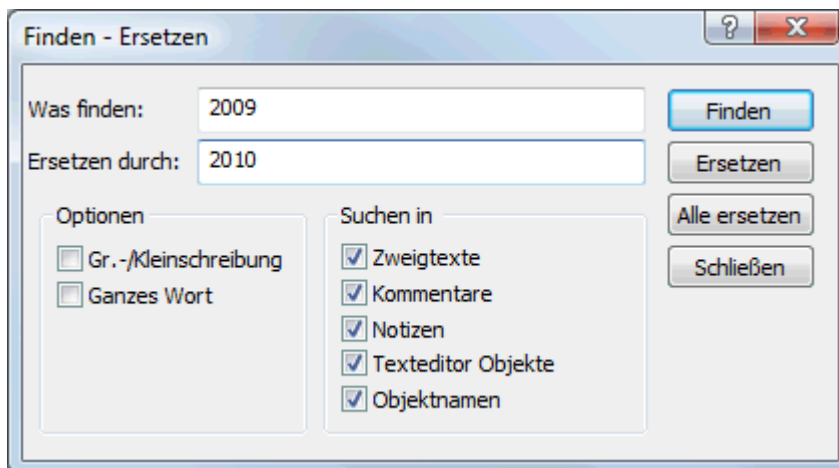 Finden - Ersetzen
Was finden: 2009 Finden
Ersetzen durch: 2010 Ersetzen
Optionen Suchen in Alle ersetzen
Gr.-/Kleinschreibung Zweigtexte Schließen
Ganzes Wort Kommentare
Notizen
Texteditor Objekte
Objektnamen